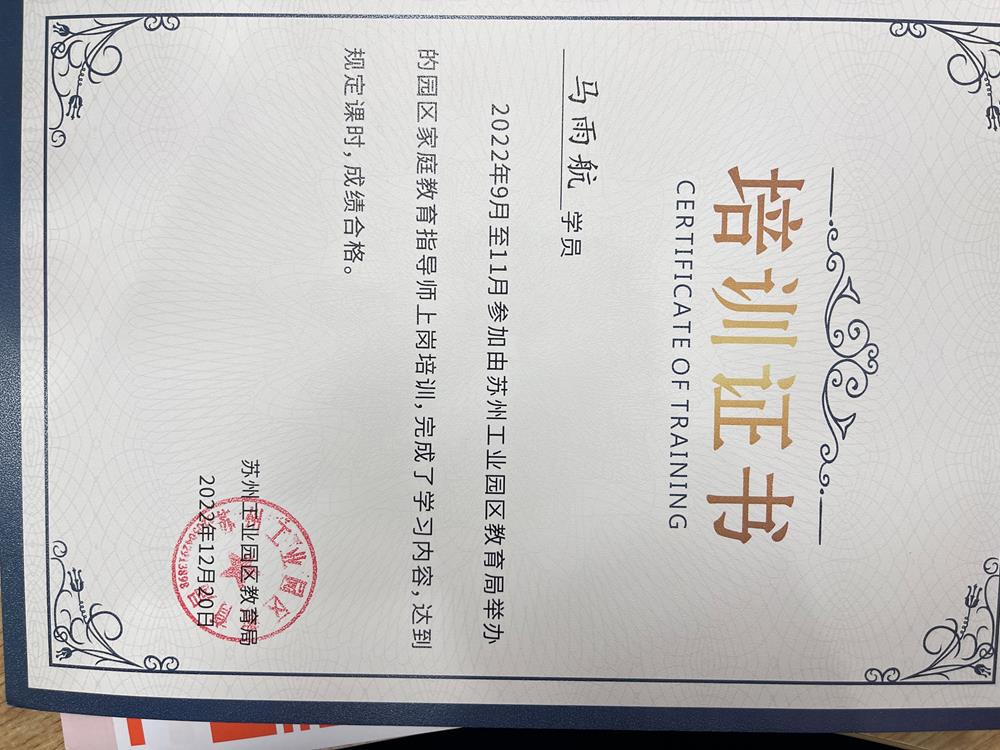 培训证书
CERTIFICATE OF TRAINING
马雨航 学员
2022年9月至11月参加由苏州工业园区教育局举办
的园区家庭教育指导师上岗培训,完成了学习内容,达到
规定课时,成绩合格。
苏州工业园区教育局
2022年12月20日